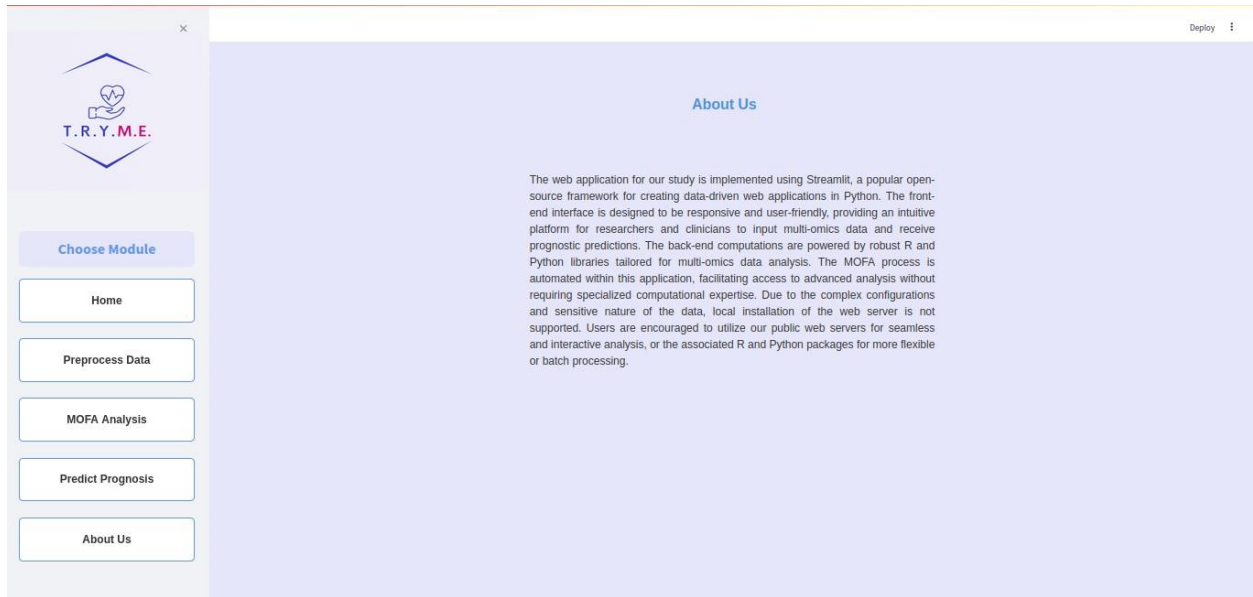 ×
Deploy
T.R.Y.M.E.
Choose Module
Home
Preprocess Data
MOFA Analysis
Predict Prognosis
About Us
About Us
The web application for our study is implemented using Streamlit, a popular open-
source framework for creating data-driven web applications in Python. The front-
end interface is designed to be responsive and user-friendly, providing an intuitive
platform for researchers and clinicians to input multi-omics data and receive
prognostic predictions. The back-end computations are powered by robust R and
Python libraries tailored for multi-omics data analysis. The MOFA process is
automated within this application, facilitating access to advanced analysis without
requiring specialized computational expertise. Due to the complex configurations
and sensitive nature of the data, local installation of the web server is not
supported. Users are encouraged to utilize our public web servers for seamless
and interactive analysis, or the associated R and Python packages for more flexible
or batch processing.